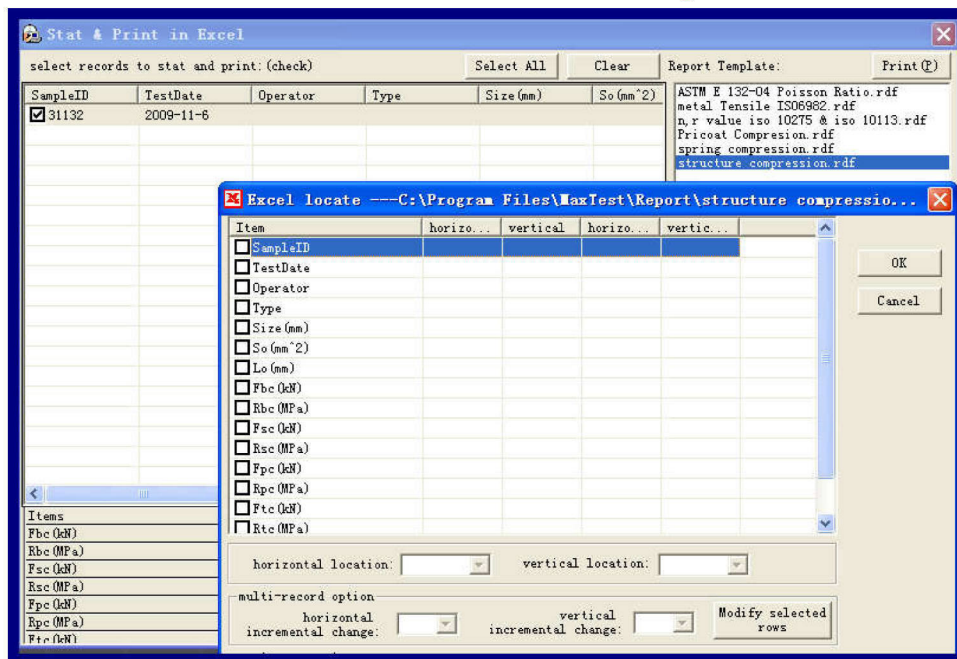 Stat & Print in Excel
select records to stat and print:(check)
Select All
Clear
Report Template:
Print(P)
SampleID TestDate Operator Type Size(mm) So(mm^2)
31132 2009-11-6
ASTM E 132-04 Poisson Ratio.rdf
metal Tensile ISO6982.rdf
n,r value iso 10275 & iso 10113.rdf
Pricoat Compresion.rdf
spring compression.rdf
structure compression.rdf
Excel locate ---C:\Program Files\MaxTest\Report\structure compressio...
Item horizo... vertical horizo... vertic...
SampleID
TestDate
Operator
Type
Size(mm)
So(mm^2)
Lo(mm)
Fbc(kN)
Rbc(MPa)
Fsc(kN)
Rsc(MPa)
Fpc(kN)
Rpc(MPa)
Ftc(kN)
Rtc(MPa)
OK
Cancel
Items
Fbc(kN)
Rbc(MPa)
Fsc(kN)
Rsc(MPa)
Fpc(kN)
Rpc(MPa)
Ftc(kN)
horizontal location:
vertical location:
multi-record option
horizontal
incremental change:
vertical
incremental change:
Modify selected
rows